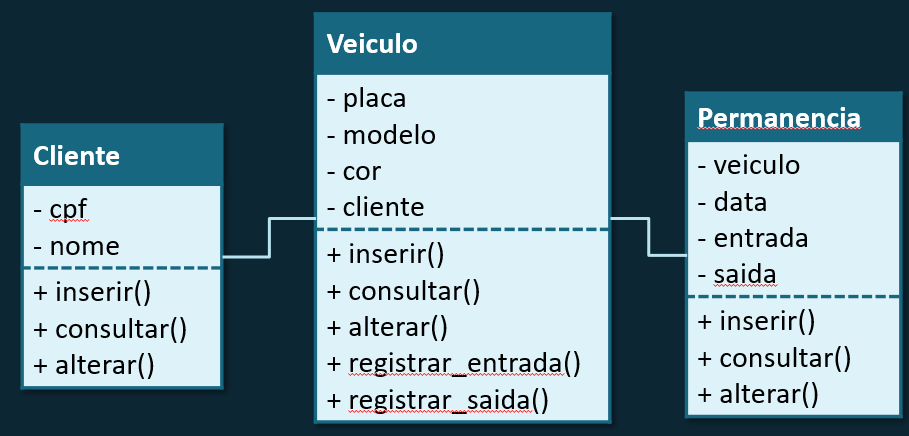 Cliente
- cpf
- nome
+ inserir()
+ consultar()
+ alterar()
Veiculo
- placa
- modelo
- cor
- cliente
+ inserir()
+ consultar()
+ alterar()
+ registrar_entrada()
+ registrar_saida()
Permanencia
- veiculo
- data
- entrada
- saida
+ inserir()
+ consultar()
+ alterar()